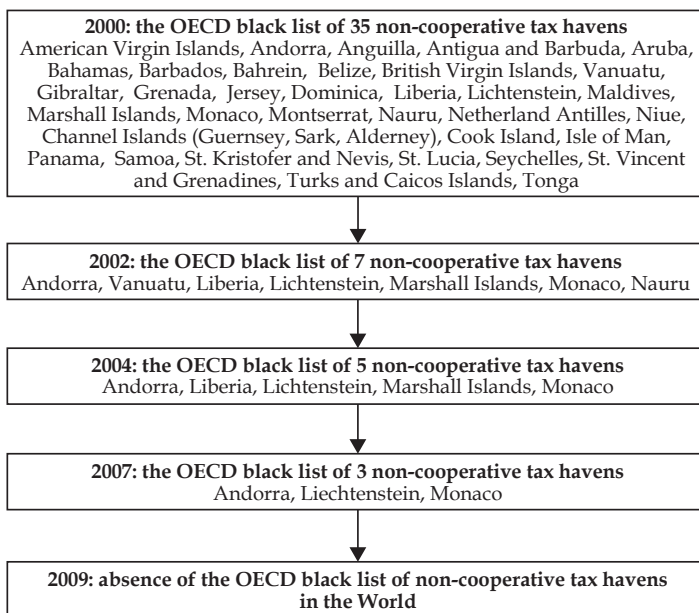 2000: the OECD black list of 35 non-cooperative tax havens
American Virgin Islands, Andorra, Anguilla, Antigua and Barbuda, Aruba,
Bahamas, Barbados, Bahrein, Belize, British Virgin Islands, Vanuatu,
Gibraltar, Grenada, Jersey, Dominica, Liberia, Lichtenstein, Maldives,
Marshall Islands, Monaco, Montserrat, Nauru, Netherland Antilles, Niue,
Channel Islands (Guernsey, Sark, Alderney), Cook Island, Isle of Man,
Panama, Samoa, St. Kristofer and Nevis, St. Lucia, Seychelles, St. Vincent
and Grenadines, Turks and Caicos Islands, Tonga
2002: the OECD black list of 7 non-cooperative tax havens
Andorra, Vanuatu, Liberia, Lichtenstein, Marshall Islands, Monaco, Nauru
2004: the OECD black list of 5 non-cooperative tax havens
Andorra, Liberia, Lichtenstein, Marshall Islands, Monaco
2007: the OECD black list of 3 non-cooperative tax havens
Andorra, Liechtenstein, Monaco
2009: absence of the OECD black list of non-cooperative tax havens
in the World